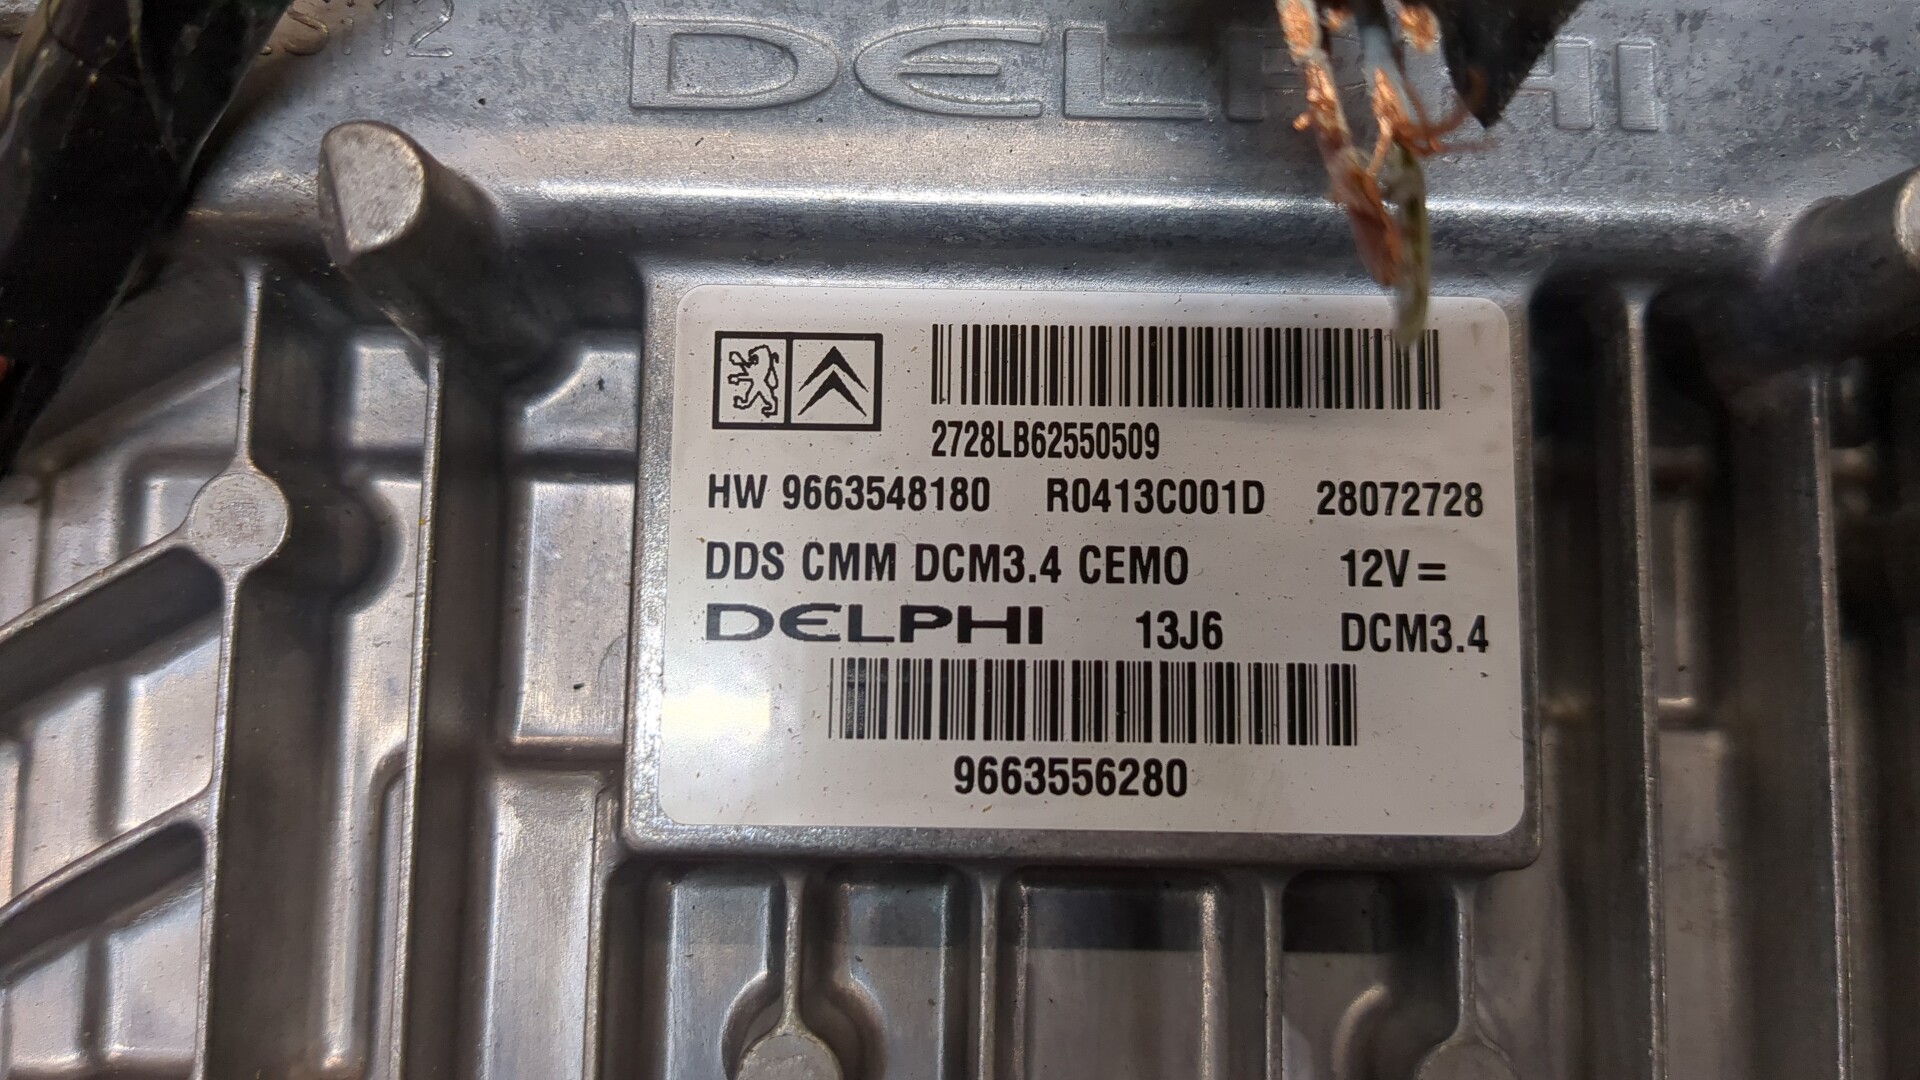 DELPHI
2728LB62550509
HW 9663548180 R0413C001D 28072728
DDS CMM DCM3.4 CEMO 12V=
DELPHI 13J6 DCM3.4
9663556280